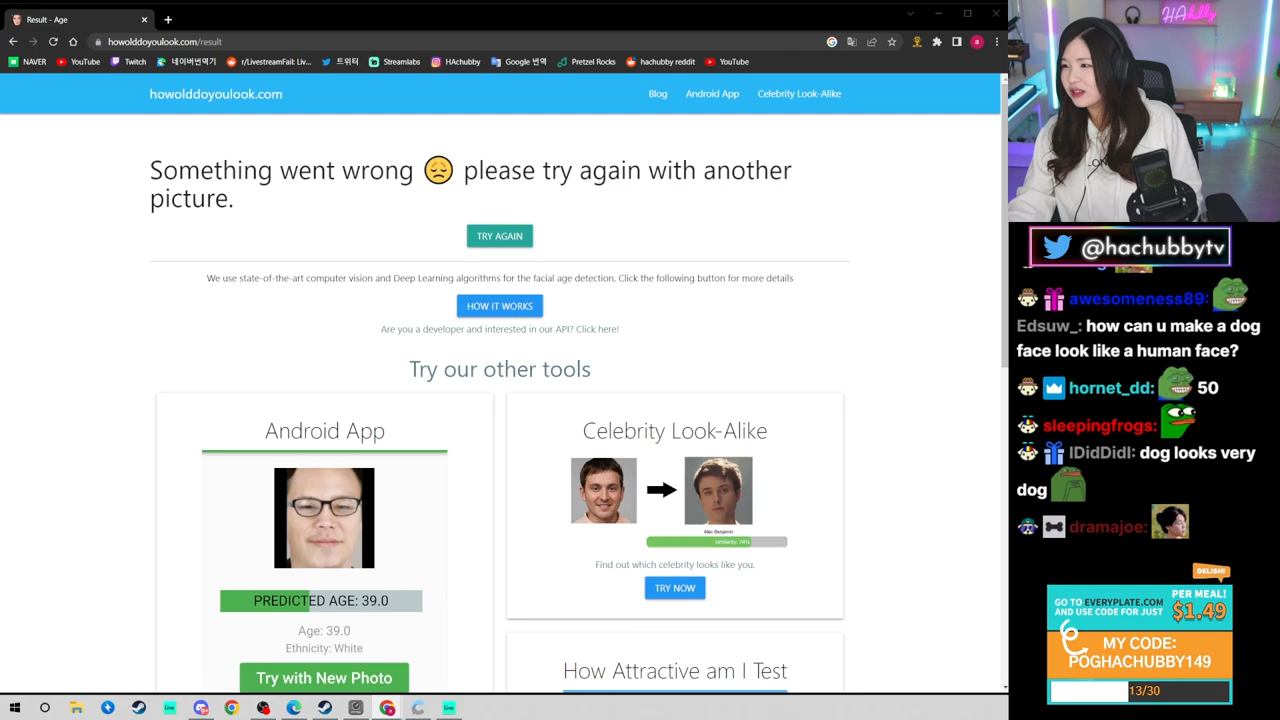 Result - Age
howolddoyoulook.com/result
NAVER
YouTube
Twitch
네이버번역기
r/LivestreamFail: Li...
트위터
Streamlabs
HAchubby
Google 번역
Pretzel Rocks
hachubby reddit
YouTube
howolddoyoulook.com
Blog
Android App
Celebrity Look-Alike
Something went wrong 😔 please try again with another
picture.
TRY AGAIN
We use state-of-the-art computer vision and Deep Learning algorithms for the facial age detection. Click the following button for more details
HOW IT WORKS
Are you a developer and interested in our API? Click here!
Try our other tools
Android App
PREDICTED AGE: 39.0
Age: 39.0
Ethnicity: White
Try with New Photo
Celebrity Look-Alike
Alec Benjamin
similarity: 74%
Find out which celebrity looks like you.
TRY NOW
How Attractive am I Test
HAchubby
@hachubbytv
awesomeness89:
Edsuw_: how can u make a dog
face look like a human face?
hornet_dd: 50
sleepingfrogs:
IDidDidI: dog looks very
dog
dramajoe:
DELISH!
GO TO EVERYPLATE.COM
AND USE CODE FOR JUST
PER MEAL!
$1.49
MY CODE:
POGHACHUBBY149
13/30